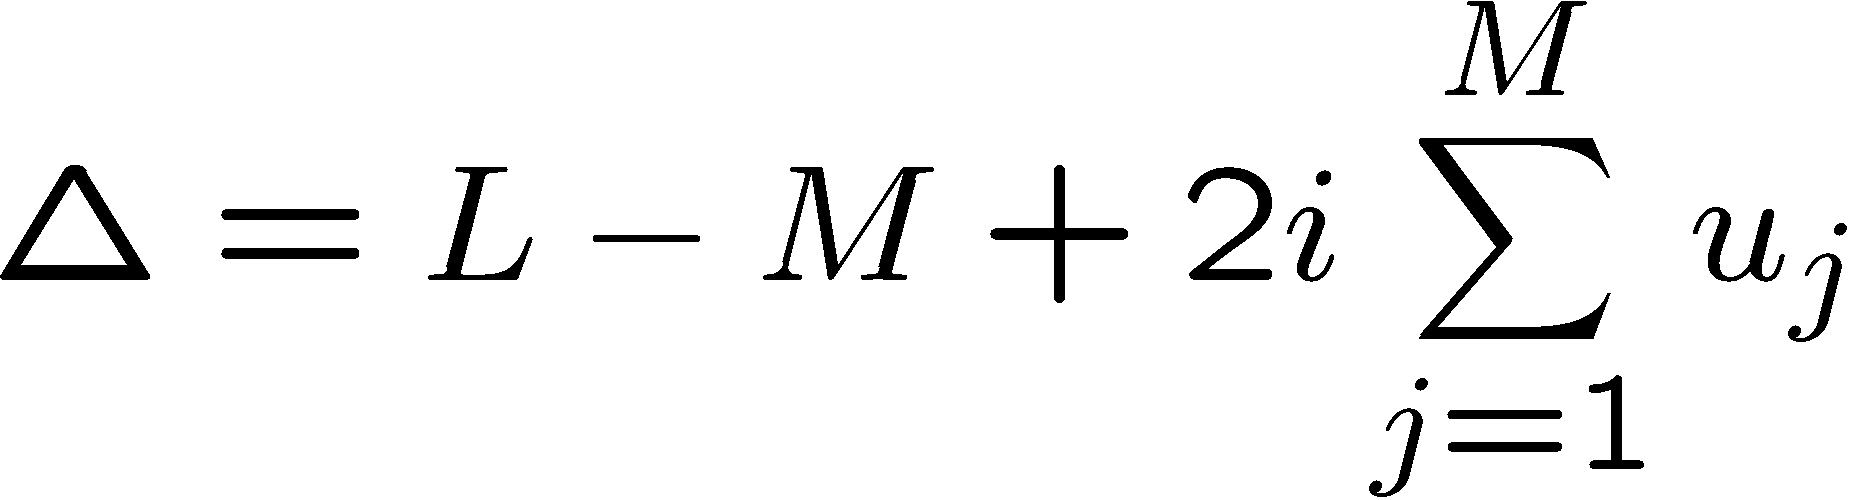 Δ = L − M + 2i ∑_{j=1}^{M} u_j